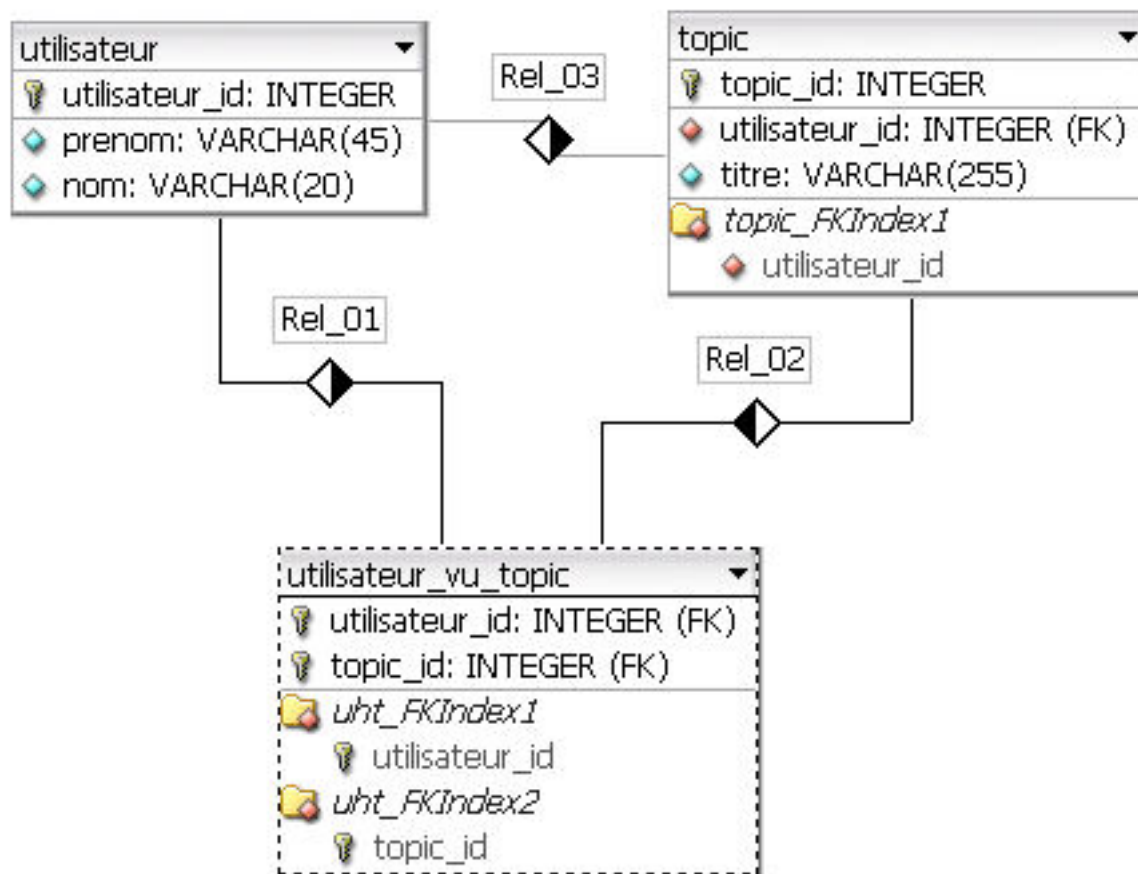 utilisateur
utilisateur_id: INTEGER
prenom: VARCHAR(45)
nom: VARCHAR(20)
Rel_03
topic
topic_id: INTEGER
utilisateur_id: INTEGER (FK)
titre: VARCHAR(255)
topic_FKIndex1
utilisateur_id
Rel_01
Rel_02
utilisateur_vu_topic
utilisateur_id: INTEGER (FK)
topic_id: INTEGER (FK)
uht_FKIndex1
utilisateur_id
uht_FKIndex2
topic_id